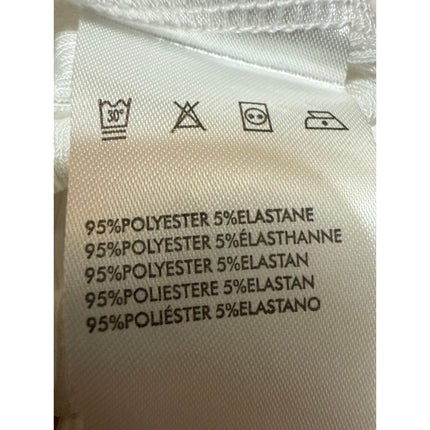 30°
95%POLYESTER 5%ELASTANE
95%POLYESTER 5%ÉLASTHANNE
95%POLYESTER 5%ELASTAN
95%POLIESTERE 5%ELASTAN
95%POLIÉSTER 5%ELASTANO